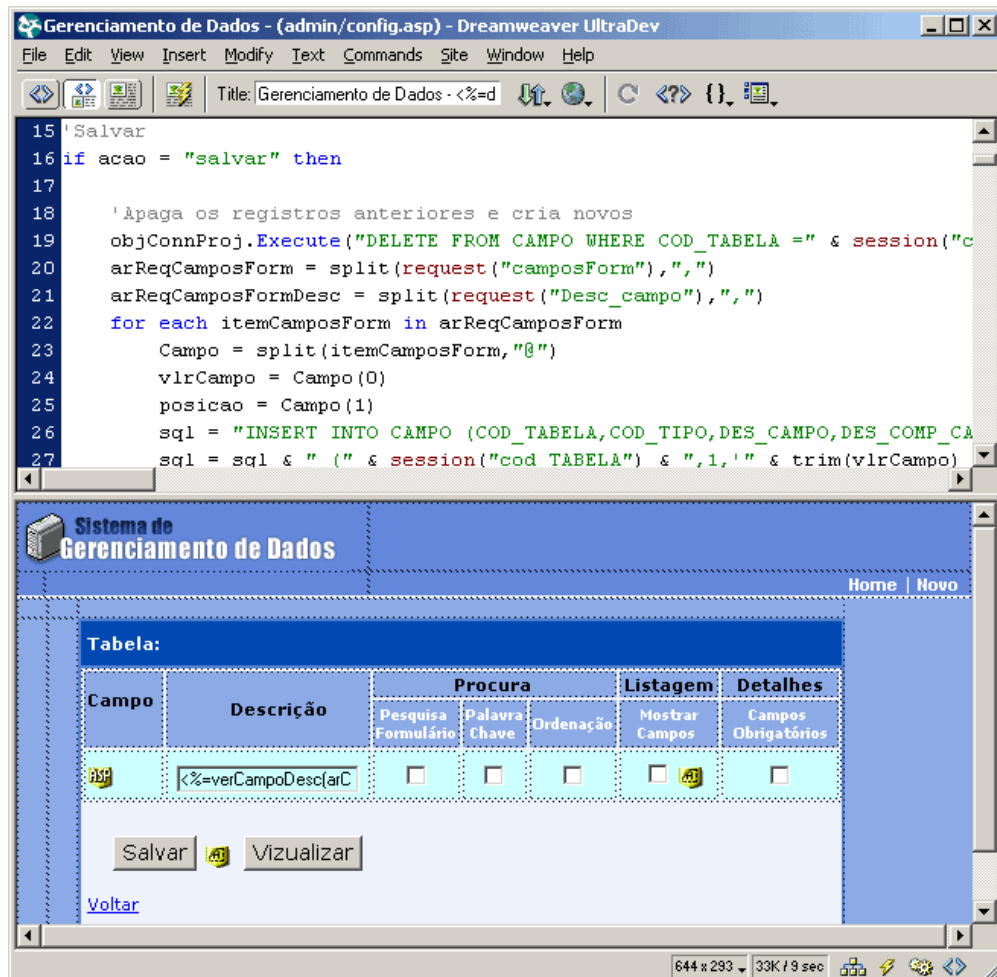 Gerenciamento de Dados - (admin/config.asp) - Dreamweaver UltraDev
File Edit View Insert Modify Text Commands Site Window Help
Title: Gerenciamento de Dados - <%=d
15 'Salvar
16 if acao = "salvar" then
17
18 'Apaga os registros anteriores e cria novos
19 objConnProj.Execute("DELETE FROM CAMPO WHERE COD_TABELA =" & session("c
20 arReqCamposForm = split(request("camposForm"),",")
21 arReqCamposFormDesc = split(request("Desc_campo"),",")
22 for each itemCamposForm in arReqCamposForm
23 Campo = split(itemCamposForm,"@")
24 vlrCampo = Campo(0)
25 posicao = Campo(1)
26 sql = "INSERT INTO CAMPO (COD_TABELA,COD_TIPO,DES_CAMPO,DES_COMP_CA
27 sql = sql & " (" & session("cod_TABELA") & ",1,'" & trim(vlrCampo)
Sistema de
Gerenciamento de Dados
Home | Novo
Tabela:
Campo Descrição Procura Listagem Detalhes
Pesquisa Formulário Palavra Chave Ordenação Mostrar Campos Campos Obrigatórios
ASP <%=verCampoDesc(arC
Salvar Vizualizar
Voltar
644 x 293 33K / 9 sec